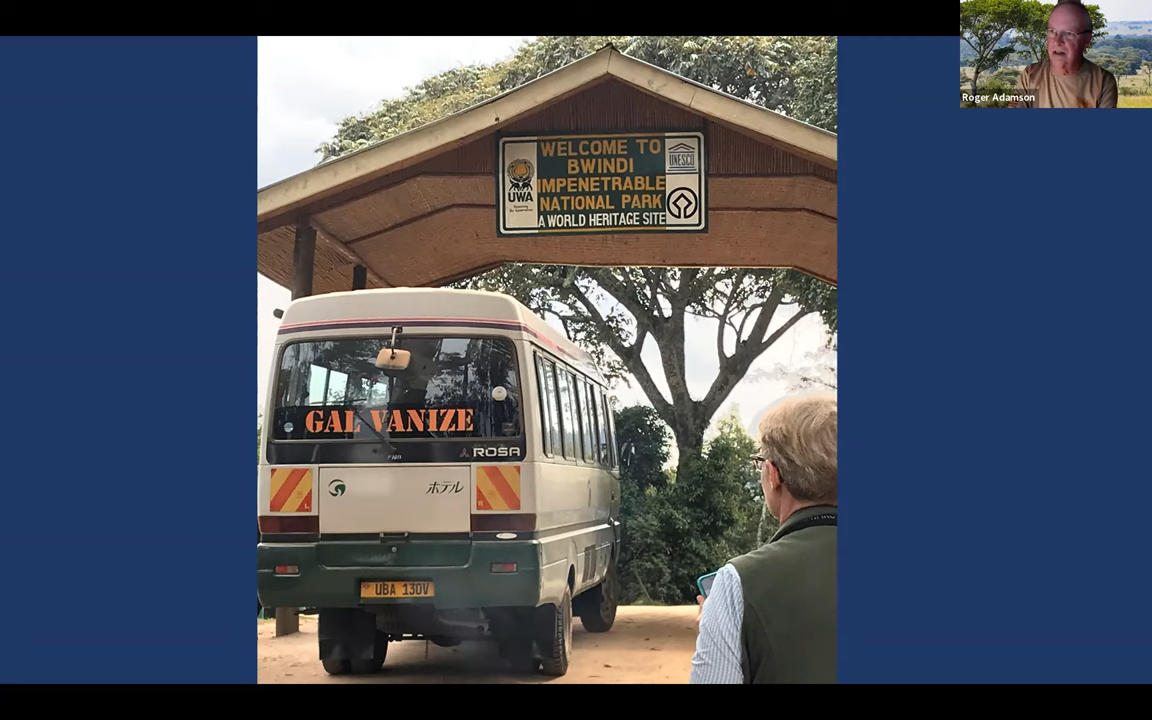 Roger Adamson
WELCOME TO
BWINDI
IMPENETRABLE
NATIONAL PARK
A WORLD HERITAGE SITE
UWA
UNESCO
GAL VANIZE
ROSA
ホテル
L
R
UBA 130V